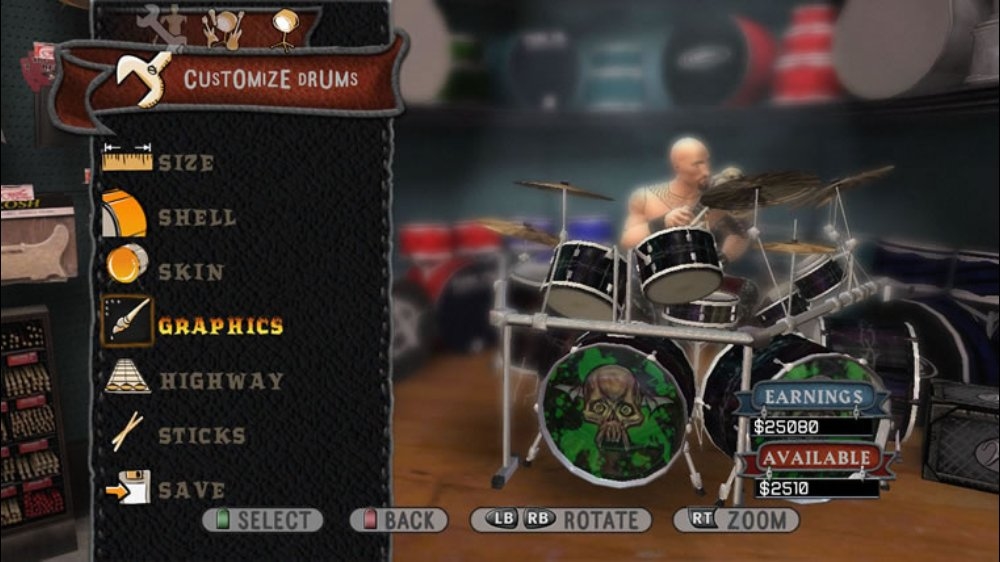 CUSTOMIZE DRUMS
SIZE
SHELL
SKIN
GRAPHICS
HIGHWAY
STICKS
SAVE
EARNINGS
$25080
AVAILABLE
$2510
SELECT
BACK
LB RB ROTATE
RT ZOOM